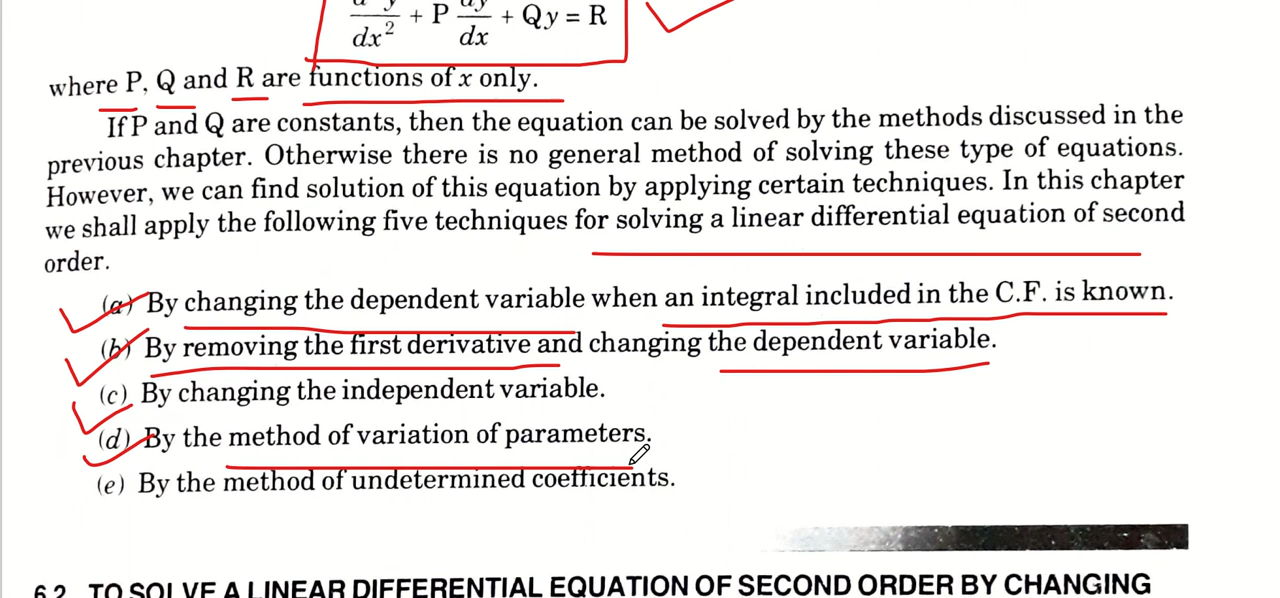 d²y/dx² + P dy/dx + Qy = R
where P, Q and R are functions of x only.
If P and Q are constants, then the equation can be solved by the methods discussed in the
previous chapter. Otherwise there is no general method of solving these type of equations.
However, we can find solution of this equation by applying certain techniques. In this chapter
we shall apply the following five techniques for solving a linear differential equation of second
order.
(a) By changing the dependent variable when an integral included in the C.F. is known.
(b) By removing the first derivative and changing the dependent variable.
(c) By changing the independent variable.
(d) By the method of variation of parameters.
(e) By the method of undetermined coefficients.
6.2 TO SOLVE A LINEAR DIFFERENTIAL EQUATION OF SECOND ORDER BY CHANGING